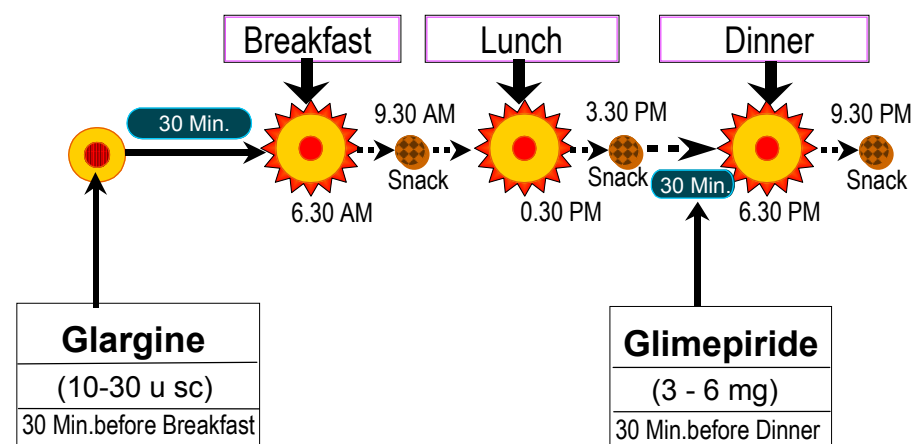 Breakfast
Lunch
Dinner
30 Min.
9.30 AM
3.30 PM
9.30 PM
Snack
Snack
Snack
30 Min.
6.30 AM
0.30 PM
6.30 PM
Glargine
(10-30 u sc)
30 Min.before Breakfast
Glimepiride
(3 - 6 mg)
30 Min.before Dinner